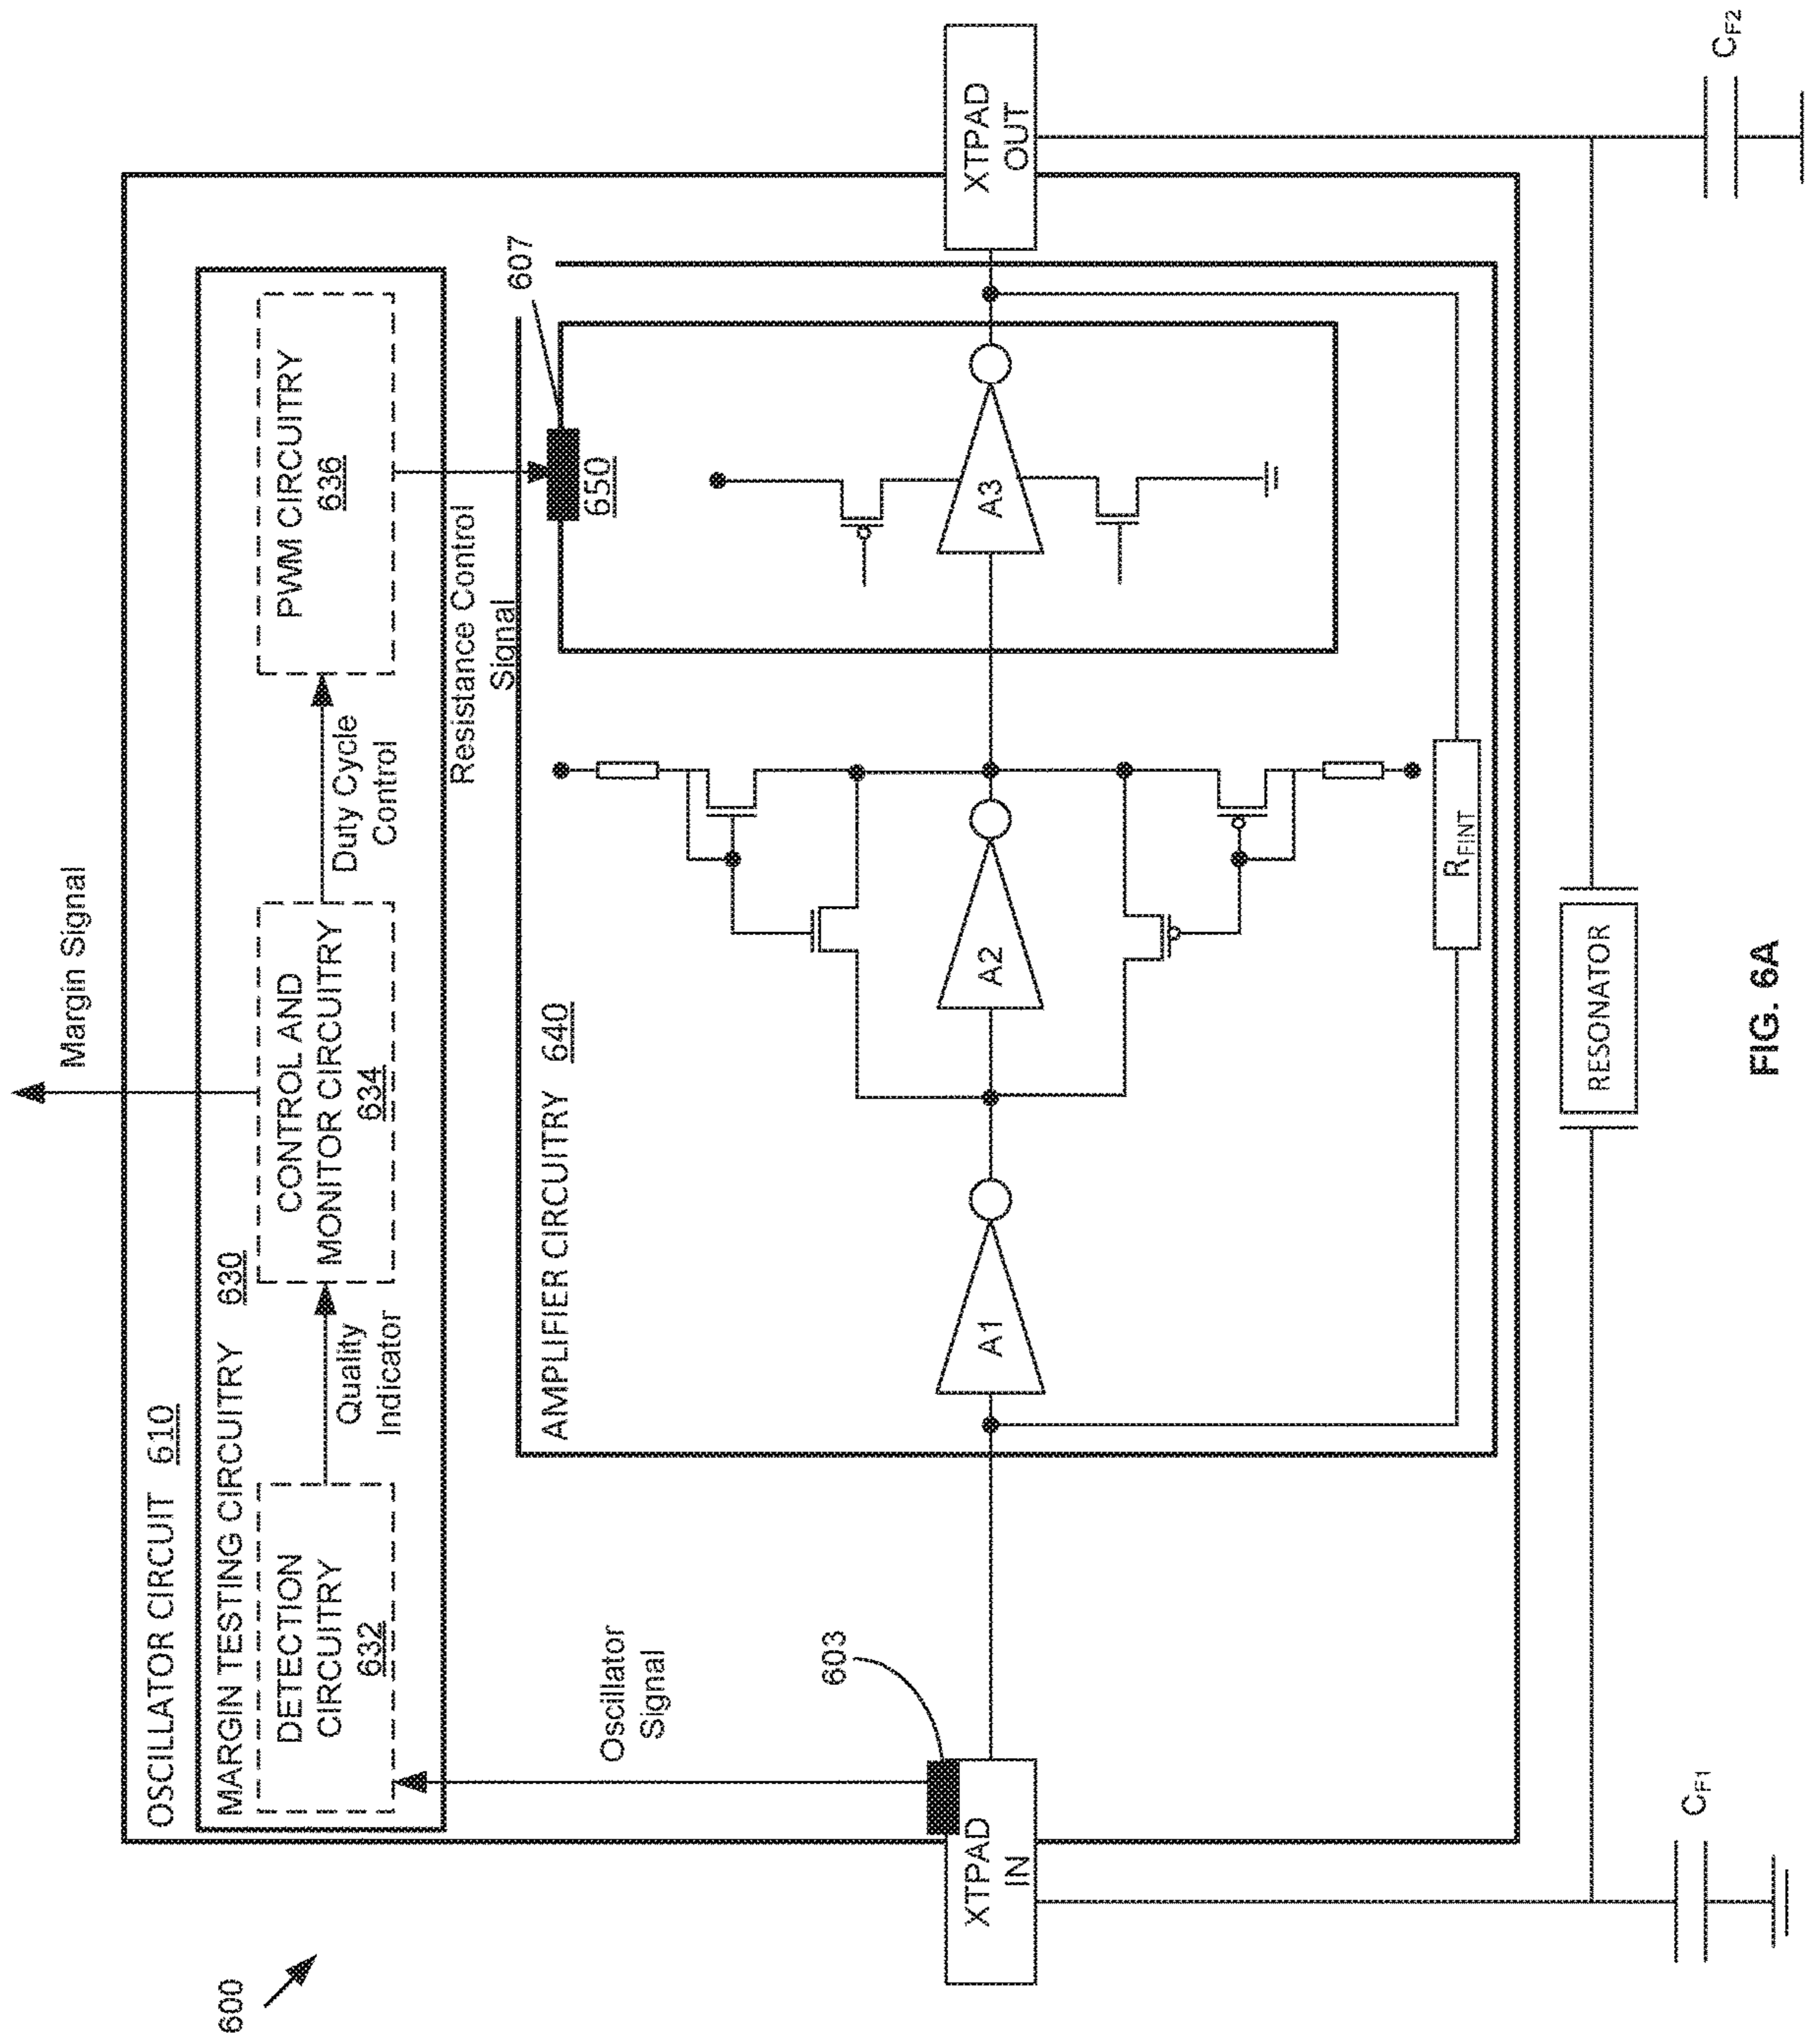 600
Margin Signal
OSCILLATOR CIRCUIT 610
MARGIN TESTING CIRCUITRY 630
DETECTION
CIRCUITRY
632
Quality
Indicator
CONTROL AND
MONITOR CIRCUITRY
634
Duty Cycle
Control
PWM CIRCUITRY
636
Resistance Control
Signal
607
650
Oscillator
Signal
603
AMPLIFIER CIRCUITRY 640
XTPAD
IN
A1
A2
A3
XTPAD
OUT
RFINT
RESONATOR
CF1
CF2
FIG. 6A